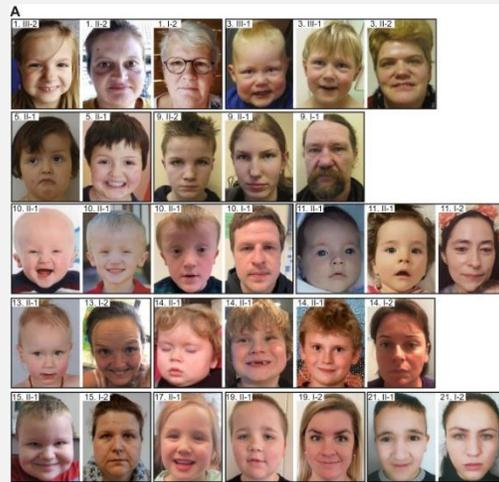 A
1. III-2 1. II-2 1. I-2 3. III-1 3. III-1 3. II-2
5. II-1 5. II-1 9. II-2 9. II-1 9. I-1
10. II-1 10. II-1 10. II-1 10. I-1 11. II-1 11. II-1 11. I-2
13. II-1 13. I-2 14. II-1 14. II-1 14. II-1 14. I-2
15. II-1 15. I-2 17. II-1 19. II-1 19. I-2 21. II-1 21. I-2